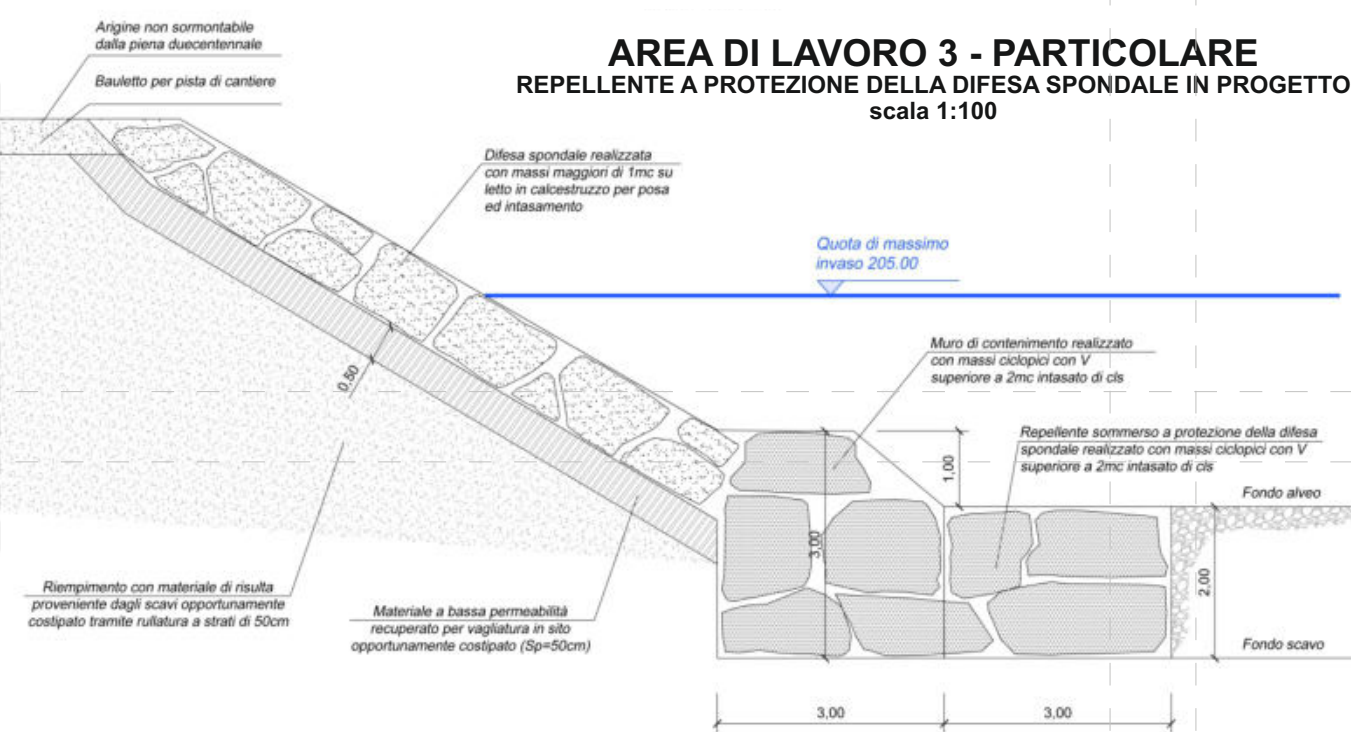 AREA DI LAVORO 3 - PARTICOLARE
REPELLENTE A PROTEZIONE DELLA DIFESA SPONDALE IN PROGETTO
scala 1:100
Arigine non sormontabile
dalla piena duecentennale
Bauletto per pista di cantiere
Difesa spondale realizzata
con massi maggiori di 1mc su
letto in calcestruzzo per posa
ed intasamento
Quota di massimo
invaso 205.00
Muro di contenimento realizzato
con massi ciclopici con V
superiore a 2mc intasato di cls
0.50
Repellente sommerso a protezione della difesa
spondale realizzato con massi ciclopici con V
superiore a 2mc intasato di cls
1,00
Fondo alveo
3,00
2,00
Riempimento con materiale di risulta
proveniente dagli scavi opportunamente
costipato tramite rullatura a strati di 50cm
Materiale a bassa permeabilità
recuperato per vagliatura in sito
opportunamente costipato (Sp=50cm)
Fondo scavo
3,00
3,00